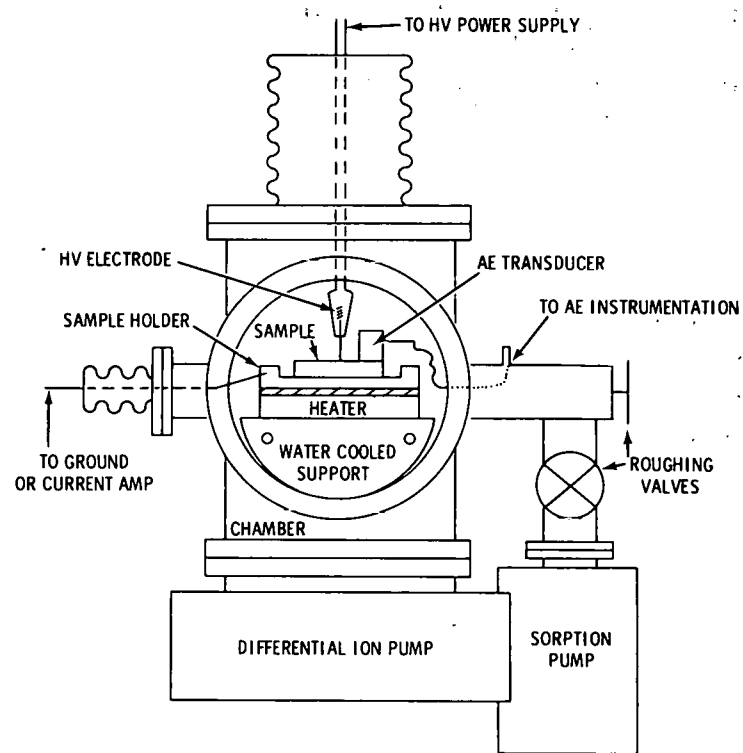 TO HV POWER SUPPLY
HV ELECTRODE
AE TRANSDUCER
SAMPLE HOLDER
SAMPLE
TO AE INSTRUMENTATION
HEATER
WATER COOLED
SUPPORT
TO GROUND
OR CURRENT AMP
ROUGHING
VALVES
CHAMBER
DIFFERENTIAL ION PUMP
SORPTION
PUMP